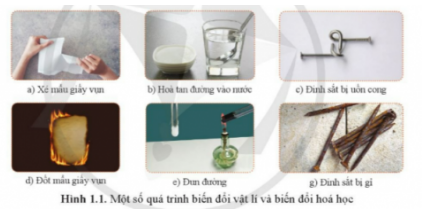 a) Xé mẩu giấy vụn
b) Hoà tan đường vào nước
c) Đinh sắt bị uốn cong
d) Đốt mẩu giấy vụn
e) Đun đường
g) Đinh sắt bị gỉ
Hình 1.1. Một số quá trình biến đổi vật lí và biến đổi hoá học